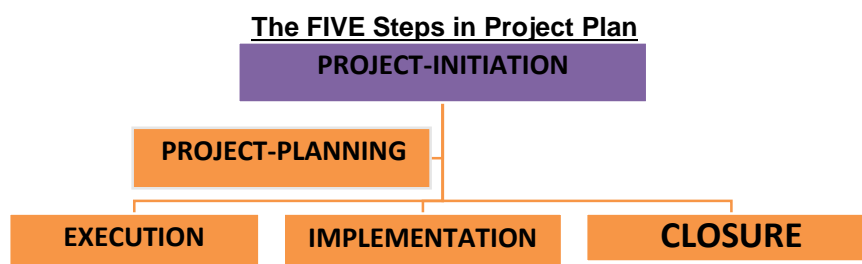 The FIVE Steps in Project Plan
PROJECT-INITIATION
PROJECT-PLANNING
EXECUTION
IMPLEMENTATION
CLOSURE